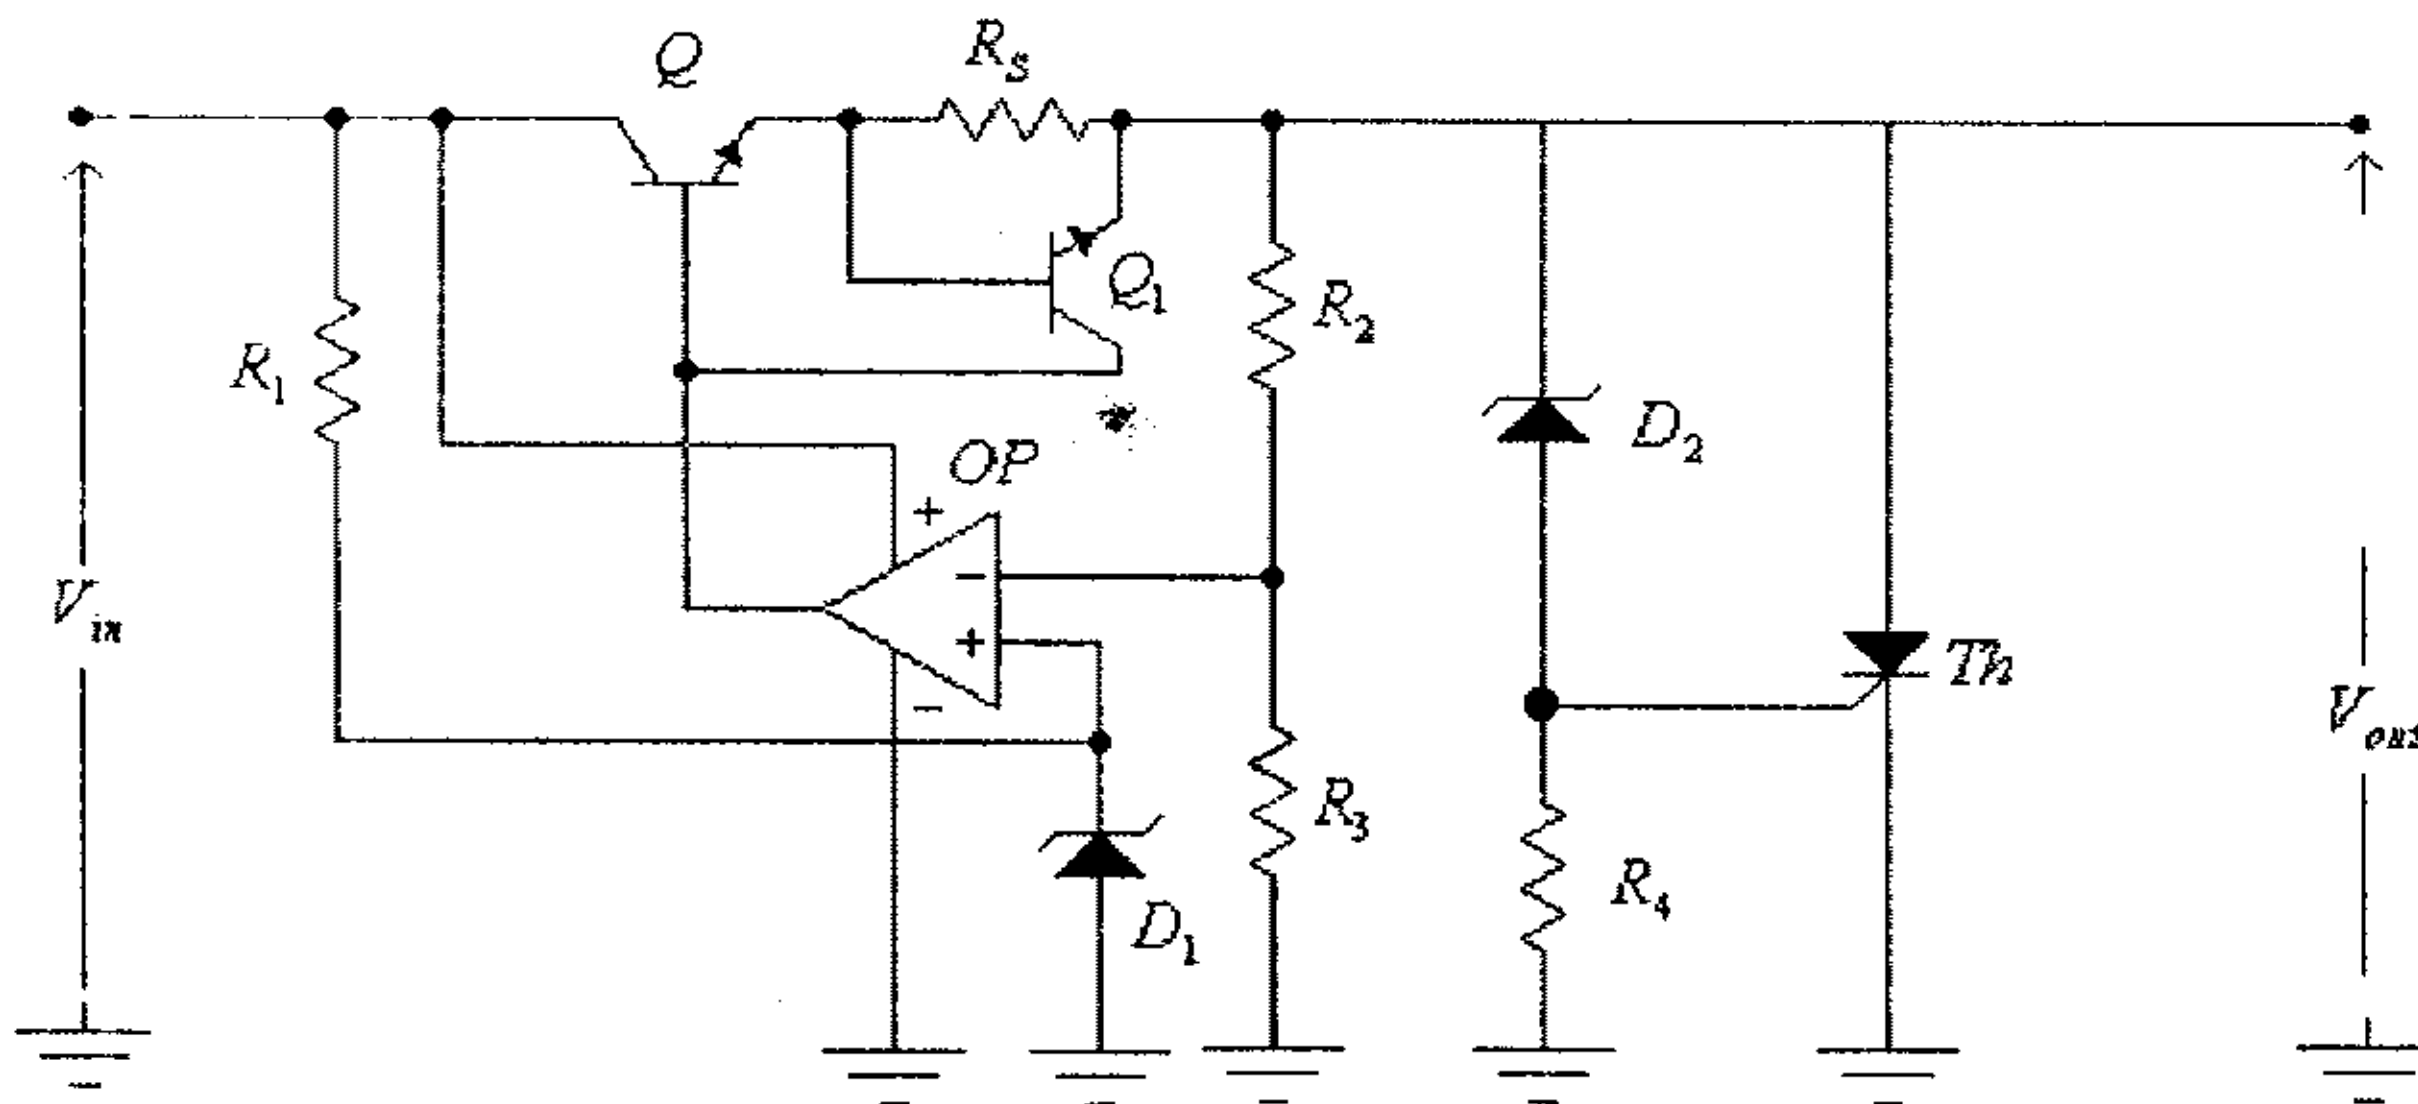 Q
R_S
Q_1
R_2
R_1
D_2
OP
+
−
+
−
V_in
Th
V_out
R_3
R_4
D_1